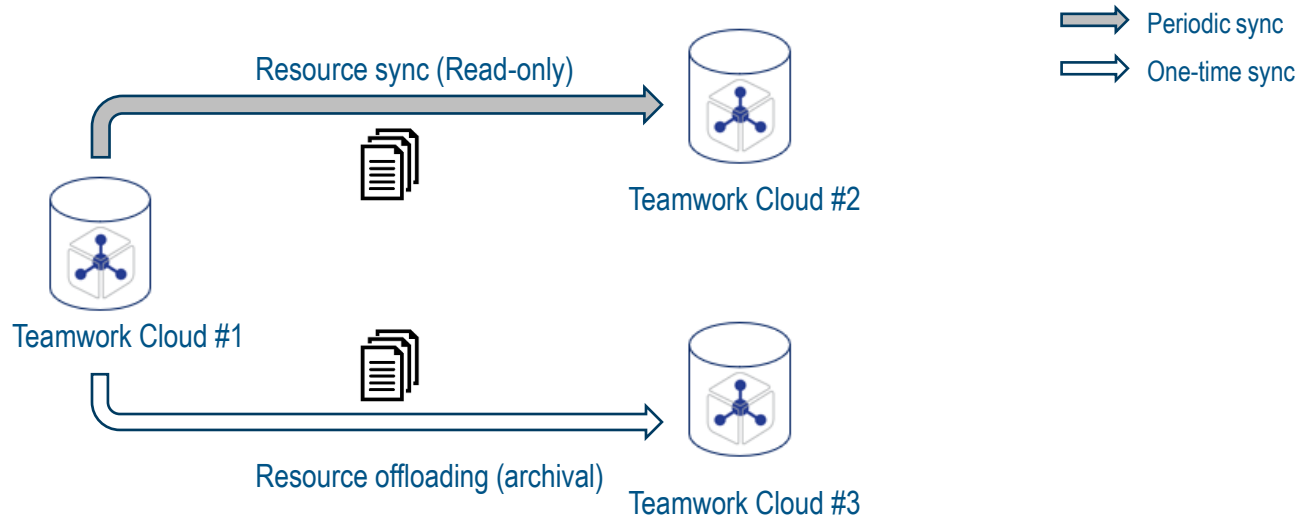 Periodic sync
One-time sync
Resource sync (Read-only)
Teamwork Cloud #2
Teamwork Cloud #1
Resource offloading (archival)
Teamwork Cloud #3